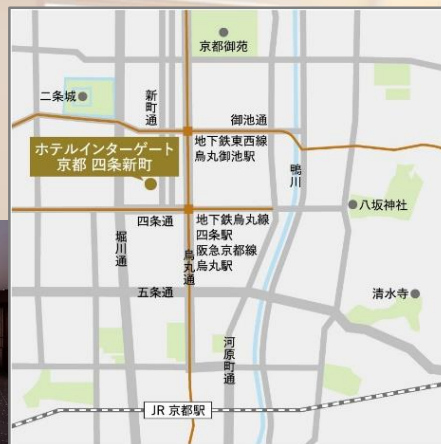 京都御苑
二条城
新町通
御池通
地下鉄東西線
烏丸御池駅
ホテルインターゲート
京都 四条新町
鴨川
八坂神社
四条通
地下鉄烏丸線
四条駅
阪急京都線
烏丸駅
堀川通
烏丸通
五条通
清水寺
河原町通
JR 京都駅